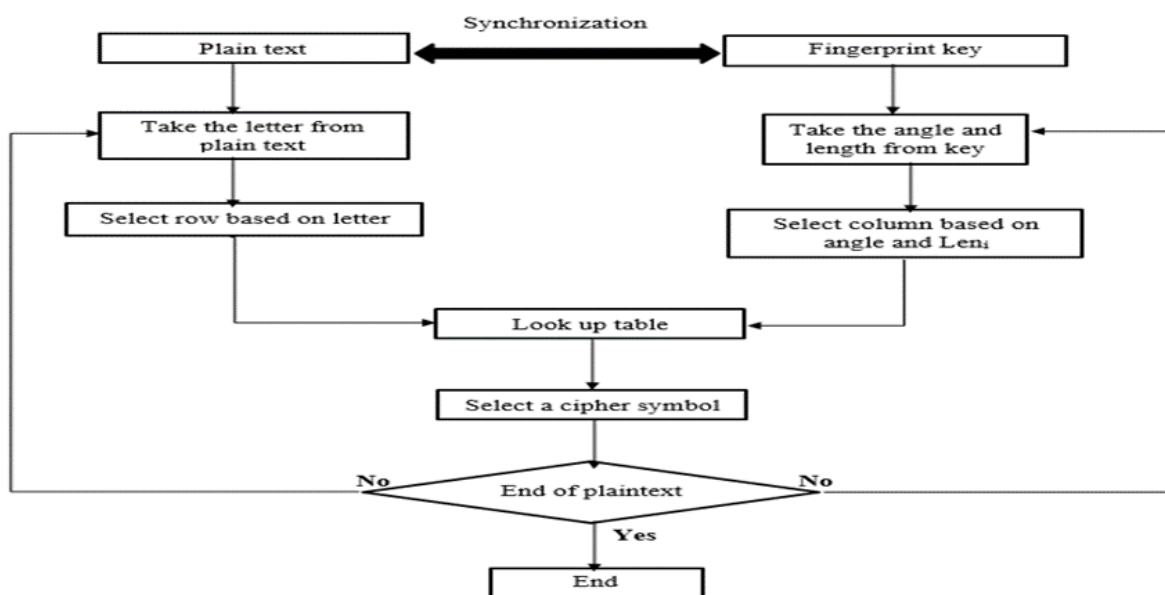 Synchronization
Plain text
Fingerprint key
Take the letter from
plain text
Take the angle and
length from key
Select row based on letter
Select column based on
angle and Lenᵢ
Look up table
Select a cipher symbol
No
End of plaintext
No
Yes
End